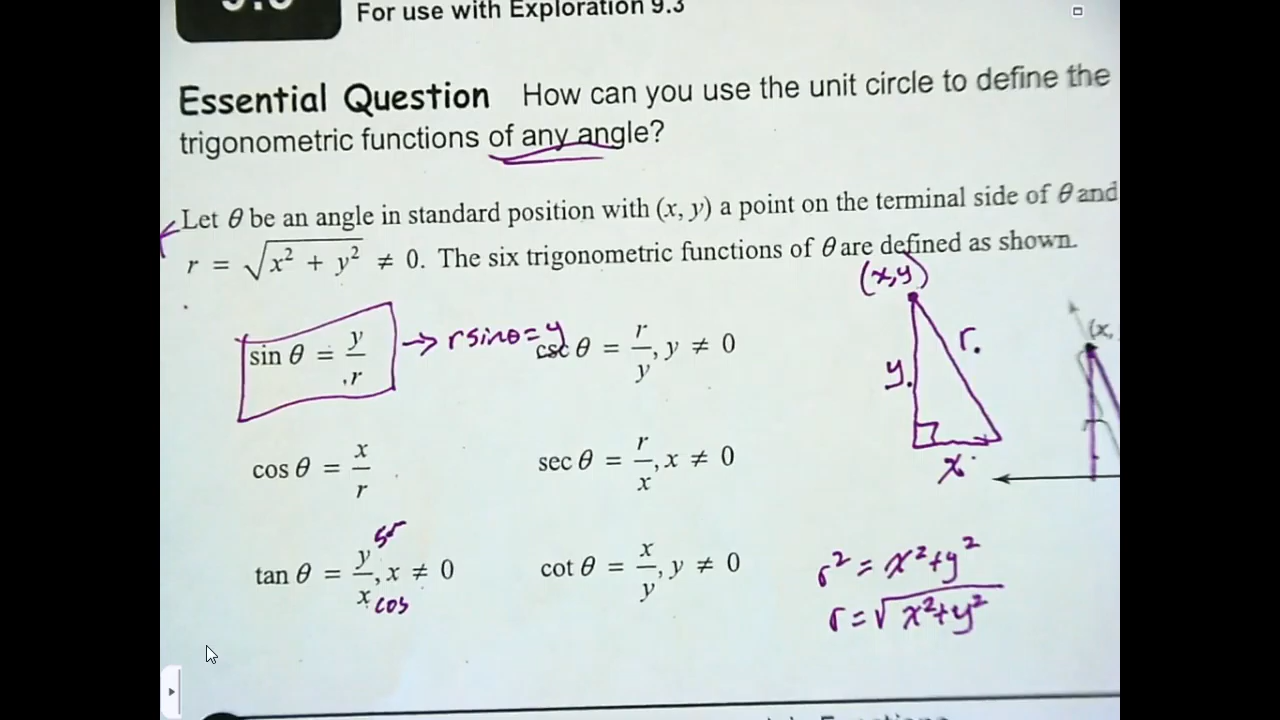 For use with Exploration 9.3
Essential Question How can you use the unit circle to define the
trigonometric functions of any angle?
Let θ be an angle in standard position with (x, y) a point on the terminal side of θ and
r = √x² + y² ≠ 0. The six trigonometric functions of θ are defined as shown.
(x,y)
sin θ = y/r → r sinθ = y csc θ = r/y, y ≠ 0
y r.
(x,
cos θ = x/r sec θ = r/x, x ≠ 0
x
tan θ = y/x, x ≠ 0 cot θ = x/y, y ≠ 0
cos
r² = x²+y²
r = √x²+y²